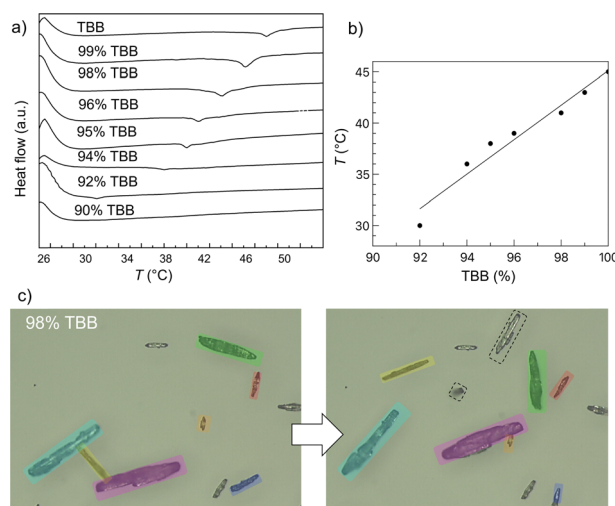 a)
TBB
99% TBB
98% TBB
96% TBB
95% TBB
94% TBB
92% TBB
90% TBB
Heat flow (a.u.)
26 30 34 38 42 46 50
T (°C)
b)
45
40
35
30
T (°C)
90 92 94 96 98 100
TBB (%)
c)
98% TBB